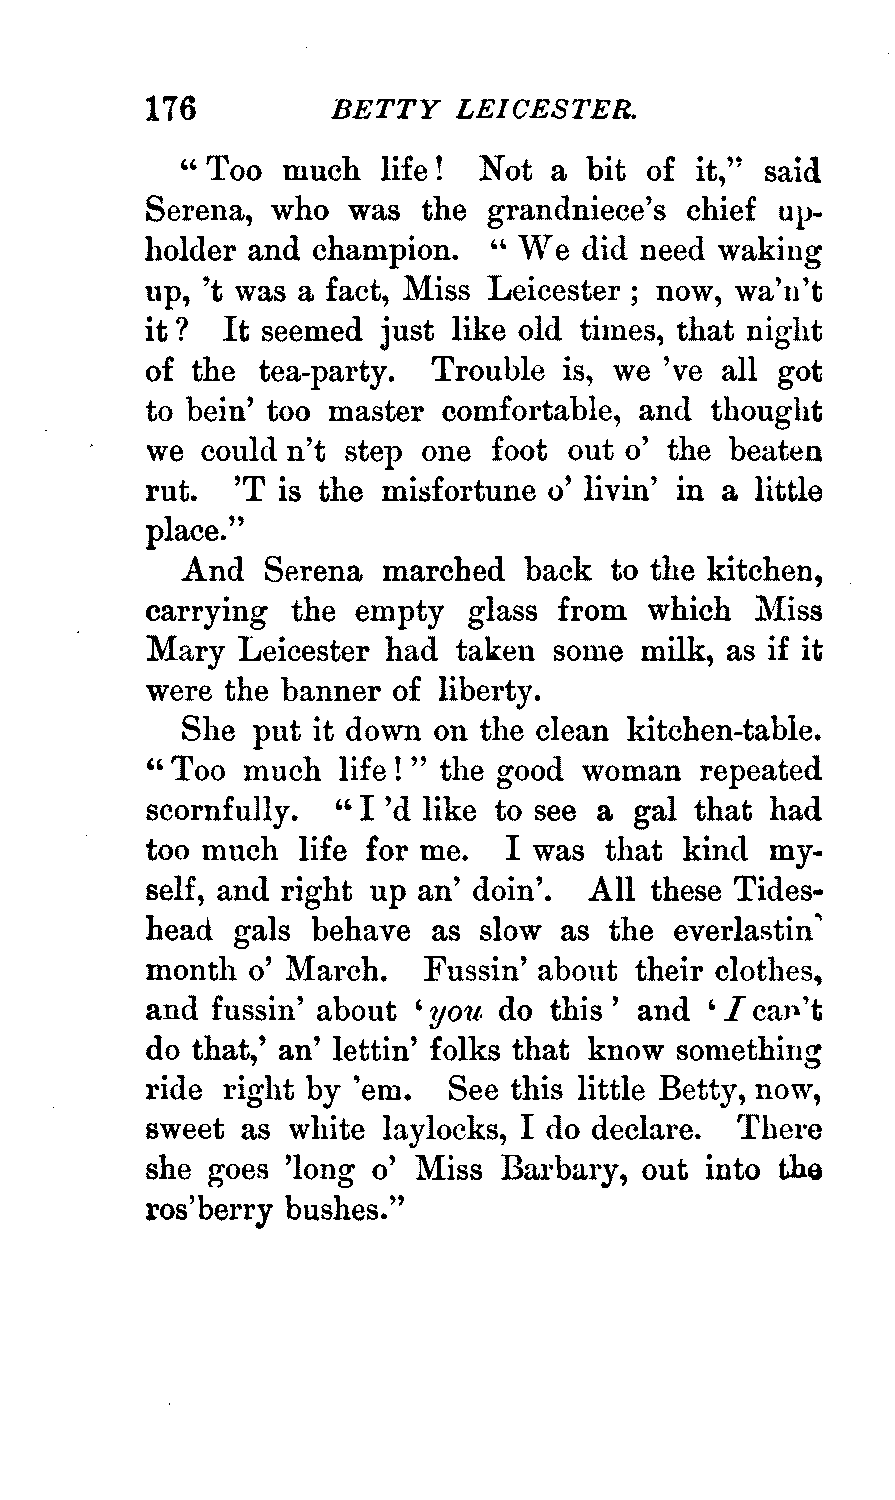 176 BETTY LEICESTER.
“ Too much life! Not a bit of it,” said
Serena, who was the grandniece’s chief up-
holder and champion. “ We did need waking
up, ’t was a fact, Miss Leicester ; now, wa’n’t
it ? It seemed just like old times, that night
of the tea-party. Trouble is, we ’ve all got
to bein’ too master comfortable, and thought
we could n’t step one foot out o’ the beaten
rut. ’T is the misfortune o’ livin’ in a little
place.”
And Serena marched back to the kitchen,
carrying the empty glass from which Miss
Mary Leicester had taken some milk, as if it
were the banner of liberty.
She put it down on the clean kitchen-table.
“ Too much life ! ” the good woman repeated
scornfully. “ I ’d like to see a gal that had
too much life for me. I was that kind my-
self, and right up an’ doin’. All these Tides-
head gals behave as slow as the everlastin’
month o’ March. Fussin’ about their clothes,
and fussin’ about ‘ you do this ’ and ‘ I can’t
do that,’ an’ lettin’ folks that know something
ride right by ’em. See this little Betty, now,
sweet as white laylocks, I do declare. There
she goes ’long o’ Miss Barbary, out into the
ros’berry bushes.”